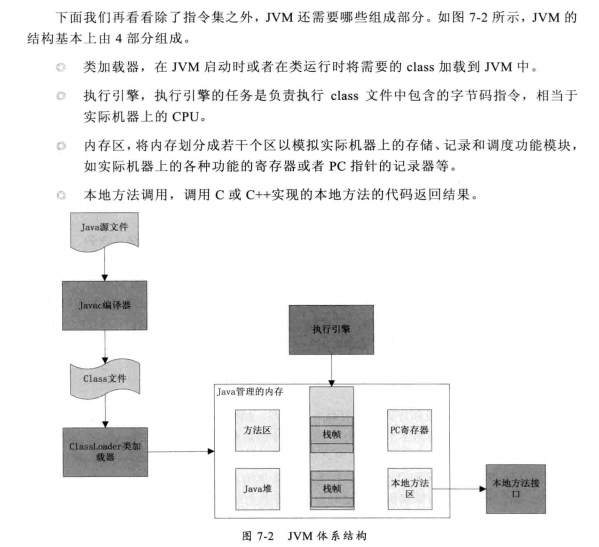 下面我们再看看除了指令集之外，JVM 还需要哪些组成部分。如图 7-2 所示，JVM 的
结构基本上由 4 部分组成。
类加载器，在 JVM 启动时或者在类运行时将需要的 class 加载到 JVM 中。
执行引擎，执行引擎的任务是负责执行 class 文件中包含的字节码指令，相当于
实际机器上的 CPU。
内存区，将内存划分成若干个区以模拟实际机器上的存储、记录和调度功能模块，
如实际机器上的各种功能的寄存器或者 PC 指针的记录器等。
本地方法调用，调用 C 或 C++实现的本地方法的代码返回结果。
Java源文件
Javac编译器
执行引擎
Class文件
Java管理的内存
方法区
栈帧
PC寄存器
ClassLoader类加
载器
Java堆
栈帧
本地方法
区
本地方法接
口
图 7-2 JVM 体系结构